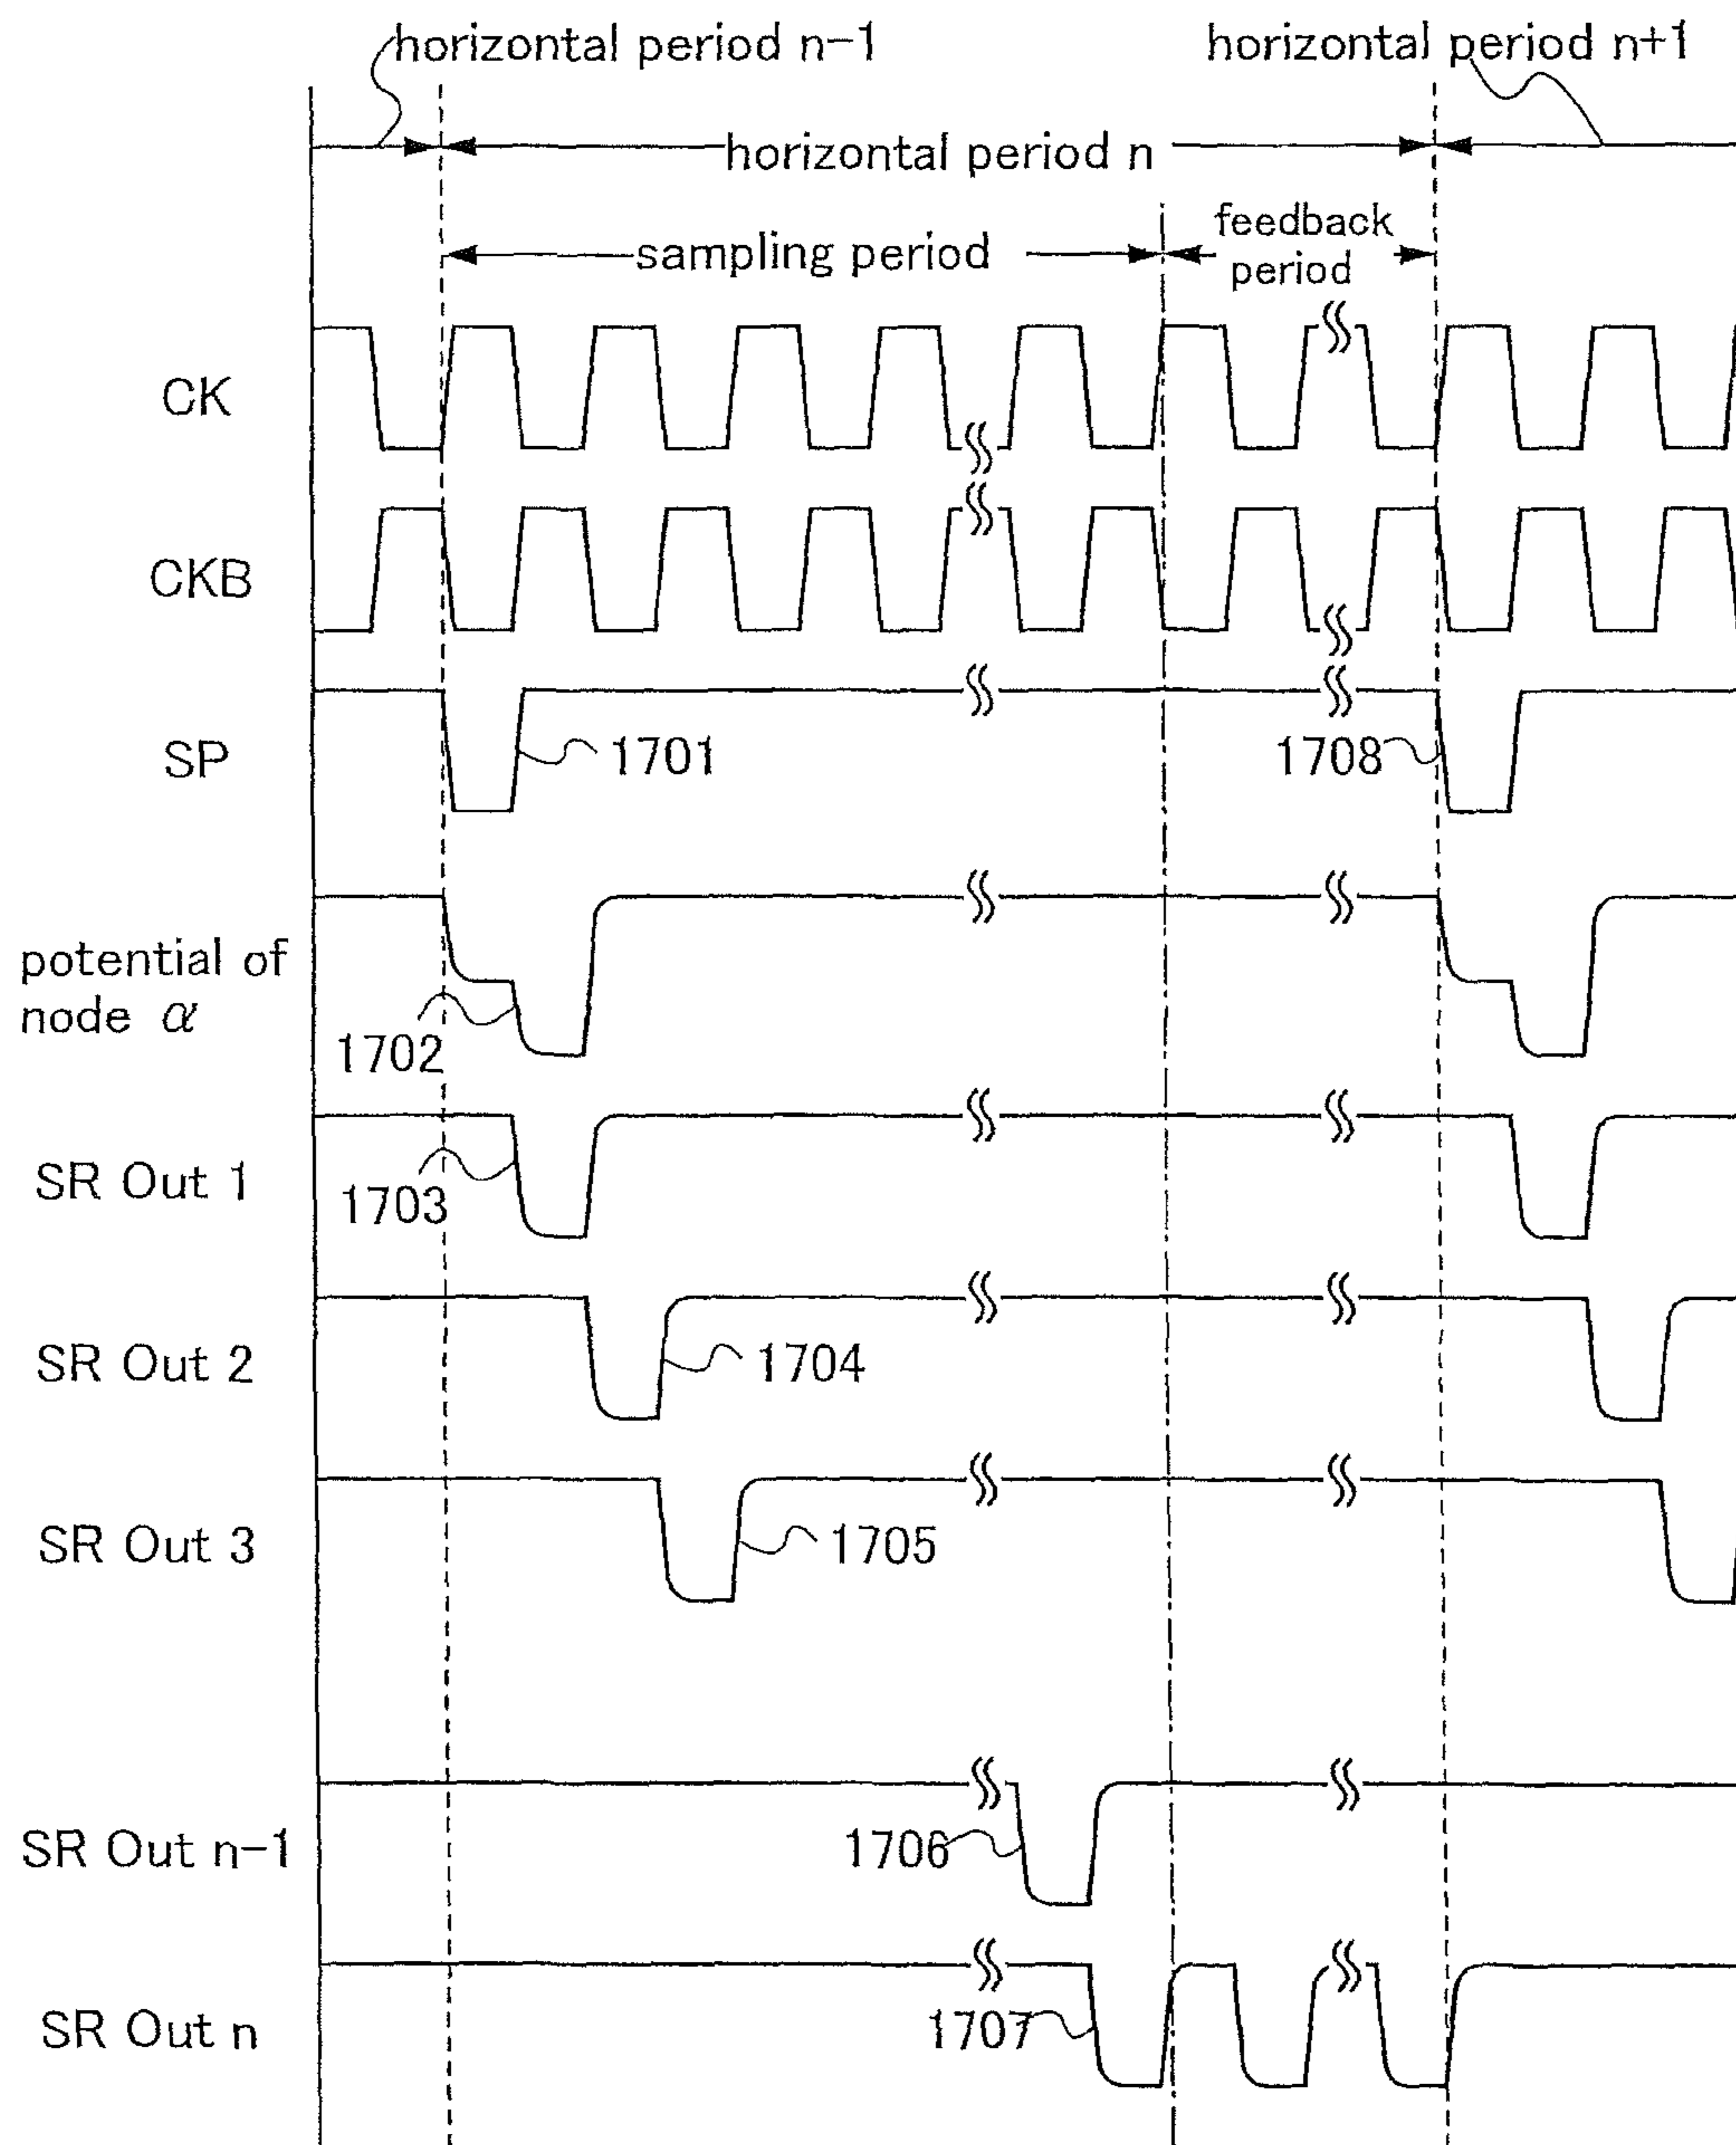 horizontal period n-1
horizontal period n+1
horizontal period n
sampling period
feedback
period
CK
CKB
SP
1701
1708
potential of
node α
1702
SR Out 1
1703
SR Out 2
1704
SR Out 3
1705
SR Out n-1
1706
SR Out n
1707